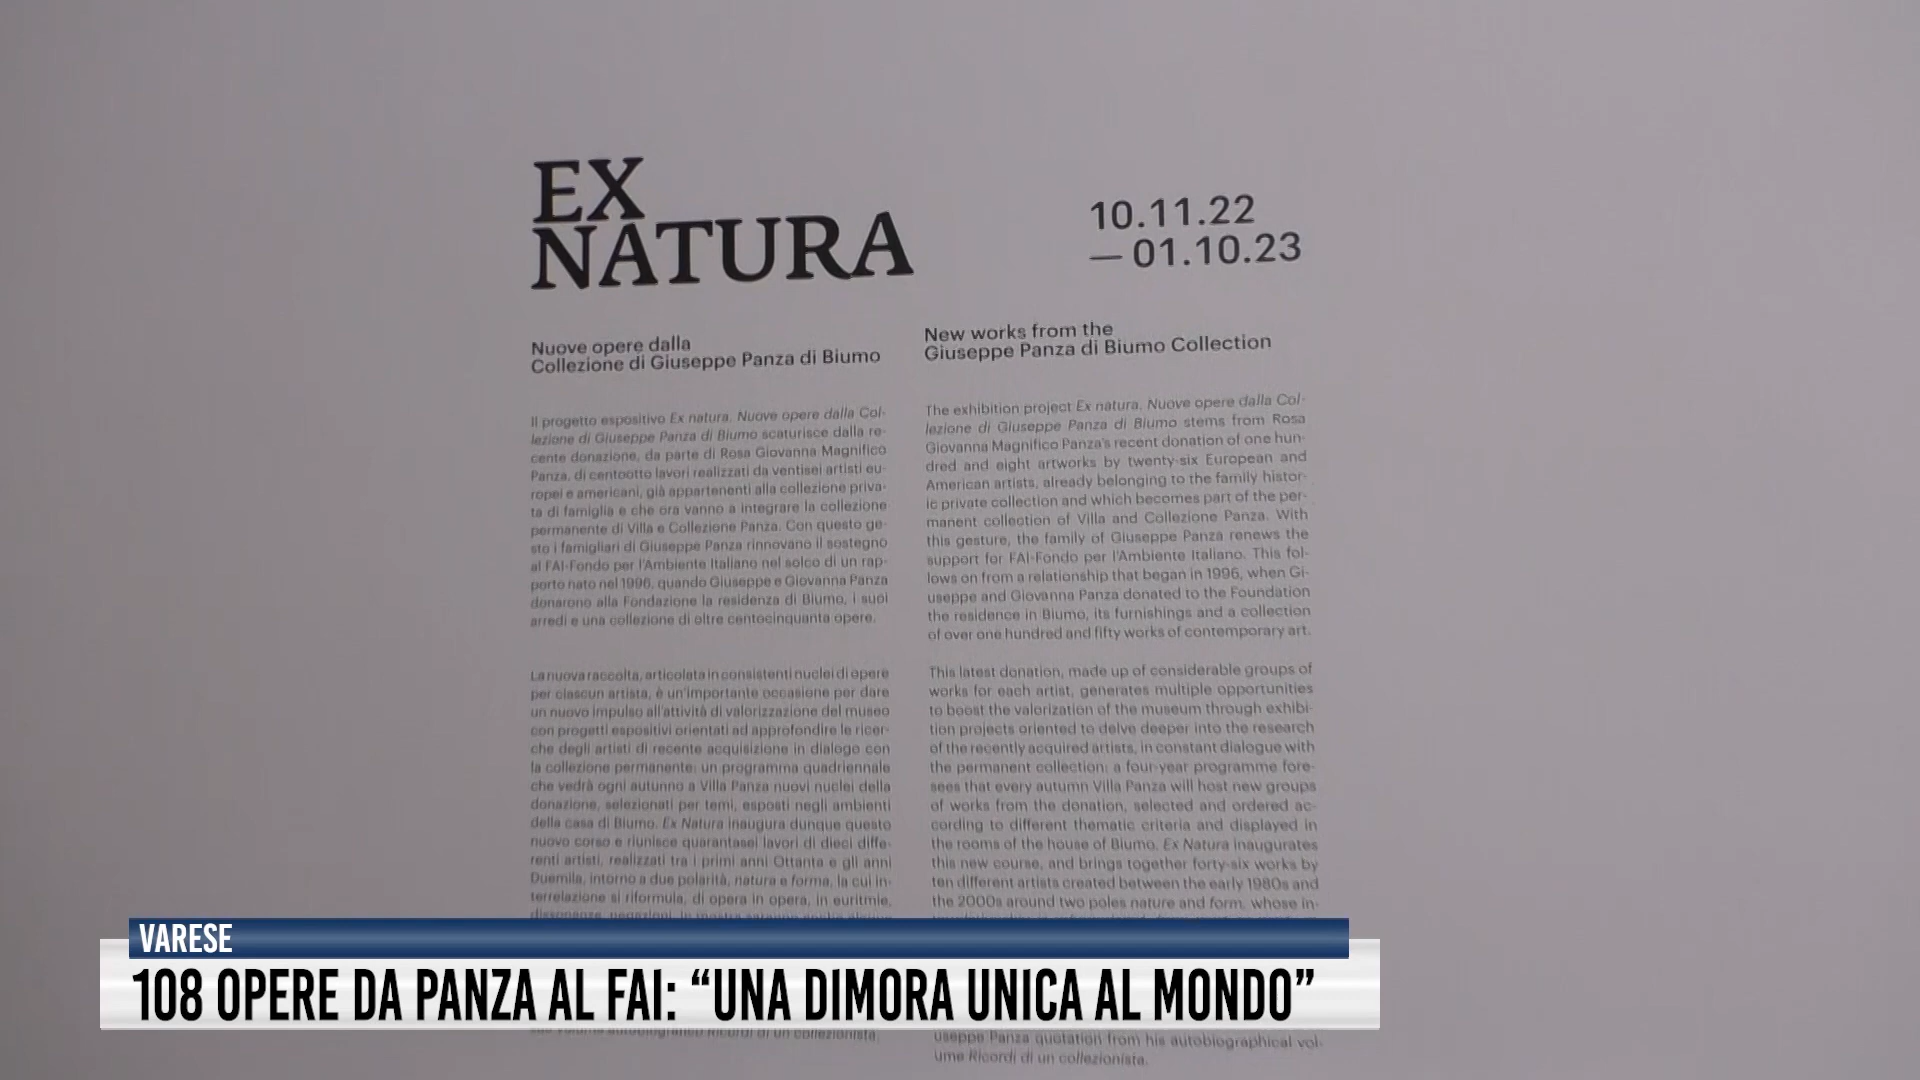 EX
NATURA
10.11.22
— 01.10.23
Nuove opere dalla
Collezione di Giuseppe Panza di Biumo
Il progetto espositivo Ex natura. Nuove opere dalla Col-
lezione di Giuseppe Panza di Biumo scaturisce dalla re-
cente donazione, da parte di Rosa Giovanna Magnifico
Panza, di centootto lavori realizzati da ventisei artisti eu-
ropei e americani, già appartenenti alla collezione priva-
ta di famiglia e che ora vanno a integrare la collezione
permanente di Villa e Collezione Panza. Con questo ge-
sto i famigliari di Giuseppe Panza rinnovano il sostegno
al FAI-Fondo per l'Ambiente Italiano nel solco di un rap-
porto nato nel 1996, quando Giuseppe e Giovanna Panza
donarono alla Fondazione la residenza di Biumo, i suoi
arredi e una collezione di oltre centocinquanta opere.
La nuova raccolta, articolata in consistenti nuclei di opere
per ciascun artista, è un'importante occasione per dare
un nuovo impulso all'attività di valorizzazione del museo
con progetti espositivi orientati ad approfondire le ricer-
che degli artisti di recente acquisizione in dialogo con
la collezione permanente: un programma quadriennale
che vedrà ogni autunno a Villa Panza nuovi nuclei della
donazione, selezionati per temi, esposti negli ambienti
della casa di Biumo. Ex Natura inaugura dunque questo
nuovo corso e riunisce quarantasei lavori di dieci diffe-
renti artisti, realizzati tra i primi anni Ottanta e gli anni
Duemila, intorno a due polarità, natura e forma, la cui in-
terrelazione si riformula, di opera in opera, in euritmie,
dissonanze, negazioni. In mostra saranno
New works from the
Giuseppe Panza di Biumo Collection
The exhibition project Ex natura. Nuove opere dalla Col-
lezione di Giuseppe Panza di Biumo stems from Rosa
Giovanna Magnifico Panza's recent donation of one hun-
dred and eight artworks by twenty-six European and
American artists, already belonging to the family histor-
ic private collection and which becomes part of the per-
manent collection of Villa and Collezione Panza. With
this gesture, the family of Giuseppe Panza renews the
support for FAI-Fondo per l'Ambiente Italiano. This fol-
lows on from a relationship that began in 1996, when Gi-
useppe and Giovanna Panza donated to the Foundation
the residence in Biumo, its furnishings and a collection
of over one hundred and fifty works of contemporary art.
This latest donation, made up of considerable groups of
works for each artist, generates multiple opportunities
to boost the valorization of the museum through exhibi-
tion projects oriented to delve deeper into the research
of the recently acquired artists, in constant dialogue with
the permanent collection: a four-year programme fore-
sees that every autumn Villa Panza will host new groups
of works from the donation, selected and ordered ac-
cording to different thematic criteria and displayed in
the rooms of the house of Biumo. Ex Natura inaugurates
this new course, and brings together forty-six works by
ten different artists created between the early 1980s and
the 2000s around two poles nature and form, whose in-
VARESE
108 OPERE DA PANZA AL FAI: “UNA DIMORA UNICA AL MONDO”
suo volume autobiografico Ricordi di un collezionista.
useppe Panza quotation from his autobiographical vol-
ume Ricordi di un collezionista.